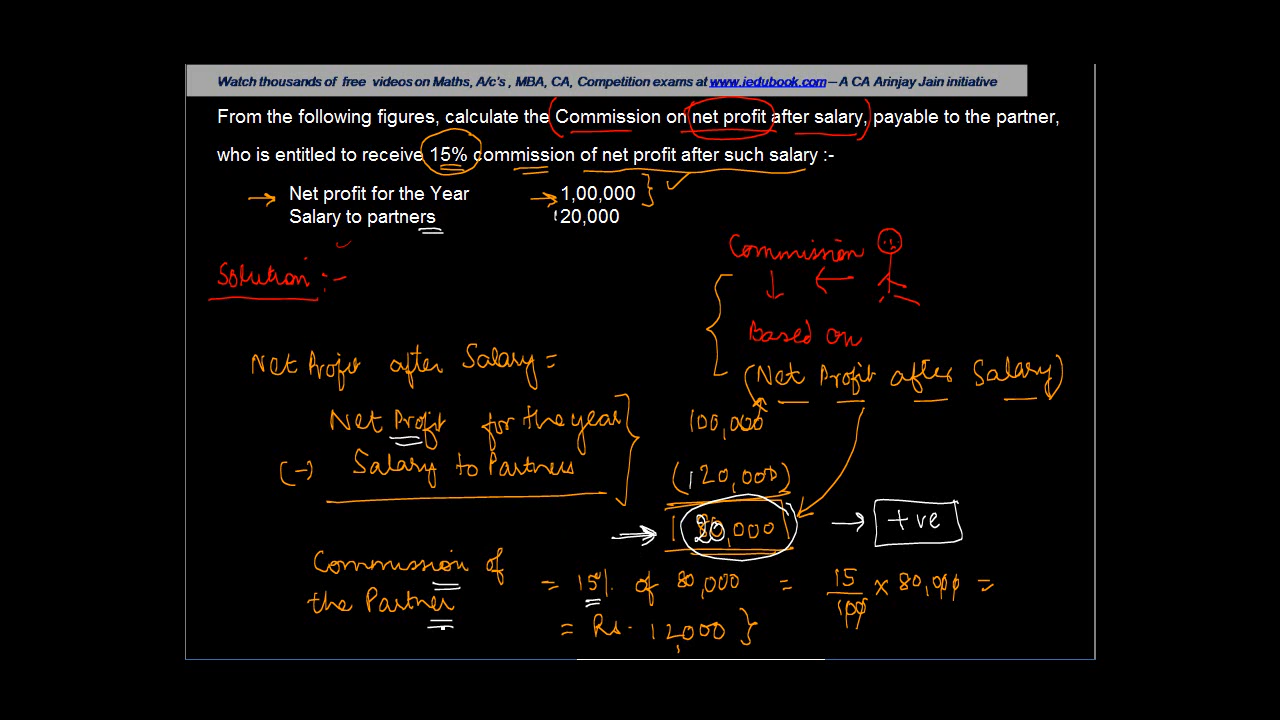 Watch thousands of free videos on Maths, A/c's , MBA, CA, Competition exams at www.iedubook.com – A CA Arinjay Jain initiative
From the following figures, calculate the Commission on net profit after salary, payable to the partner,
who is entitled to receive 15% commission of net profit after such salary :-
Net profit for the Year 1,00,000
Salary to partners 120,000
Solution :-
Commission
Based on
(Net Profit after Salary)
Net Profit after Salary =
Net Profit for the year 100,000
(-) Salary to Partners (120,000)
20,000 → +ve
Commission of the Partner = 15% of 80,000 = 15/100 x 80,000 =
= Rs. 12,000